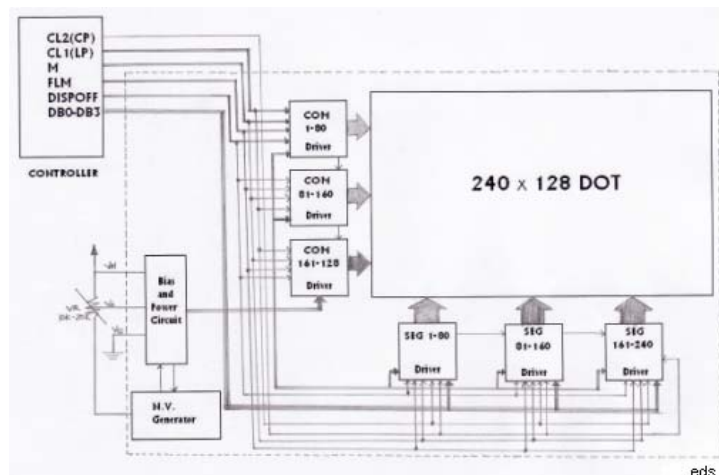 CL2(CP)
CL1(LP)
M
FLM
DISPOFF
DB0-DB3
CONTROLLER
COM
1-80
Driver
COM
81-160
Driver
COM
161-128
Driver
240 x 128 DOT
Bias
and
Power
Circuit
H.V.
Generator
VR
SEG 1-80
Driver
SEG
81-160
Driver
SEG
161-240
Driver
eds